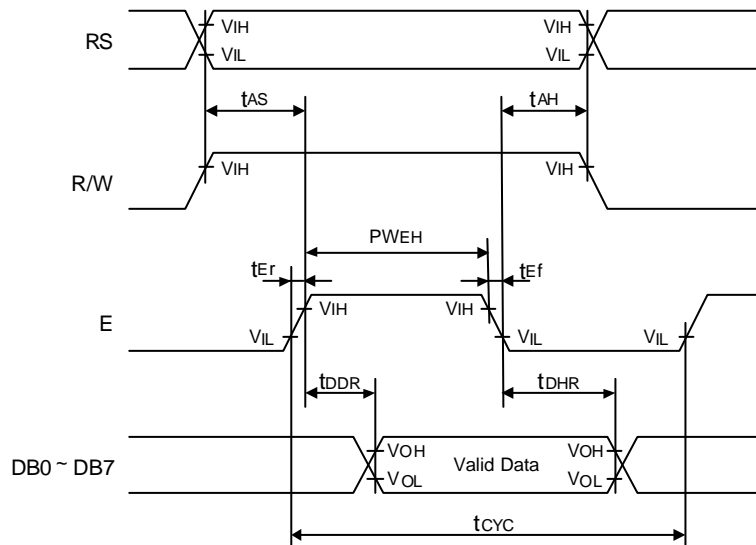 VIH VIH
RS
VIL VIL
tAS tAH
VIH VIH
R/W
PWEH
tEr tEf
VIH VIH
E
VIL VIL VIL
tDDR tDHR
VOH VOH
DB0 ~ DB7 Valid Data
VOL VOL
tCYC